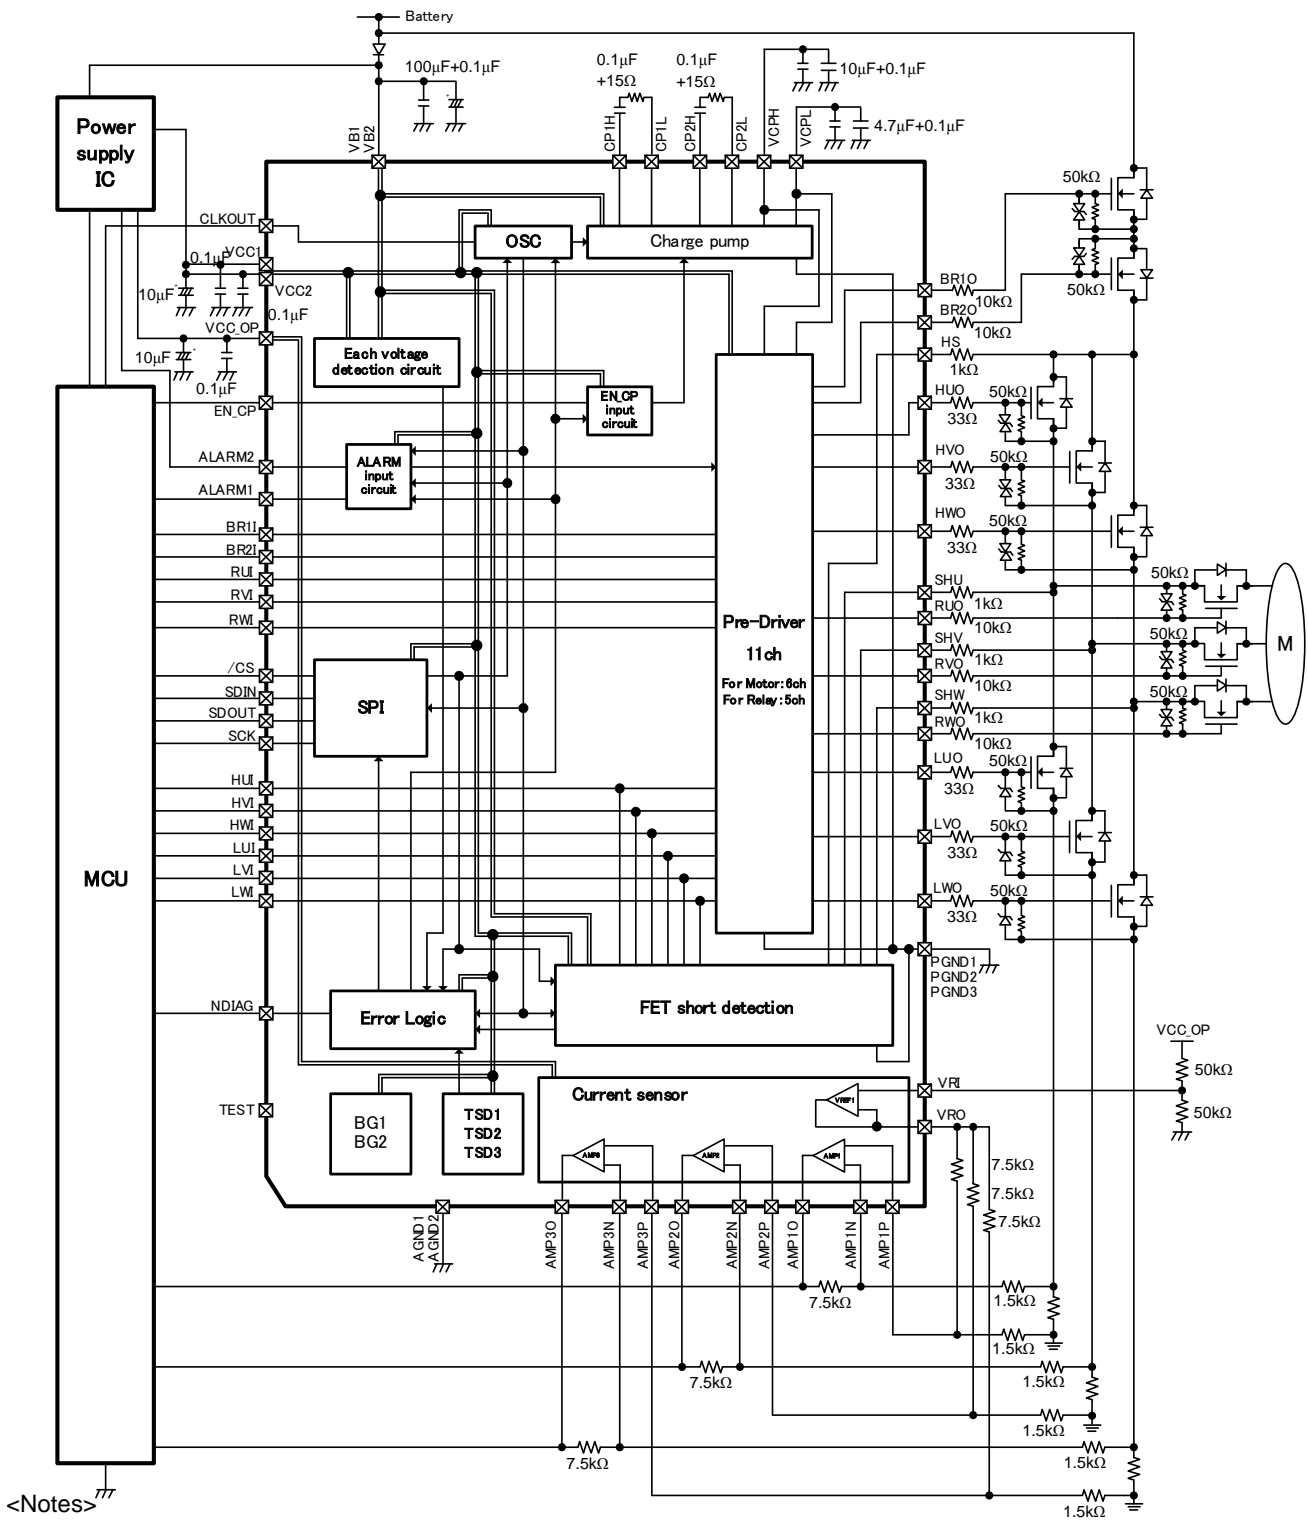 Battery
100μF+0.1μF
0.1μF
+15Ω
0.1μF
+15Ω
10μF+0.1μF
4.7μF+0.1μF
Power
supply
IC
VB1
VB2
CP1H
CP1L
CP2H
CP2L
VCPH
VCPL
50kΩ
CLKOUT
OSC
Charge pump
0.1μF
VCC1
10μF
VCC2
0.1μF
BR1O
10kΩ
50kΩ
BR2O
10kΩ
VCC_OP
10μF
0.1μF
Each voltage
detection circuit
HS
1kΩ
EN_CP
EN_CP
input
circuit
HUO
33Ω
50kΩ
ALARM2
ALARM
input
circuit
HVO
33Ω
50kΩ
ALARM1
BR1I
HWO
33Ω
50kΩ
BR2I
RUI
RVI
RWI
SHU
1kΩ
50kΩ
RUO
10kΩ
Pre-Driver
11ch
For Motor:6ch
For Relay:5ch
SHV
1kΩ
50kΩ
M
/CS
RVO
10kΩ
SDIN
SPI
SDOUT
SHW
1kΩ
50kΩ
SCK
RWO
10kΩ
HUI
LUO
33Ω
50kΩ
HVI
HWI
LVO
33Ω
50kΩ
LUI
MCU
LVI
LWI
LWO
33Ω
50kΩ
PGND1
PGND2
PGND3
NDIAG
Error Logic
FET short detection
VCC_OP
50kΩ
50kΩ
TEST
BG1
BG2
TSD1
TSD2
TSD3
Current sensor
VREF1
VRI
VRO
AMP3
AMP2
AMP1
7.5kΩ
7.5kΩ
7.5kΩ
AGND1
AGND2
AMP3O
AMP3N
AMP3P
AMP2O
AMP2N
AMP2P
AMP1O
AMP1N
AMP1P
7.5kΩ
1.5kΩ
1.5kΩ
7.5kΩ
1.5kΩ
1.5kΩ
7.5kΩ
1.5kΩ
1.5kΩ
<Notes>